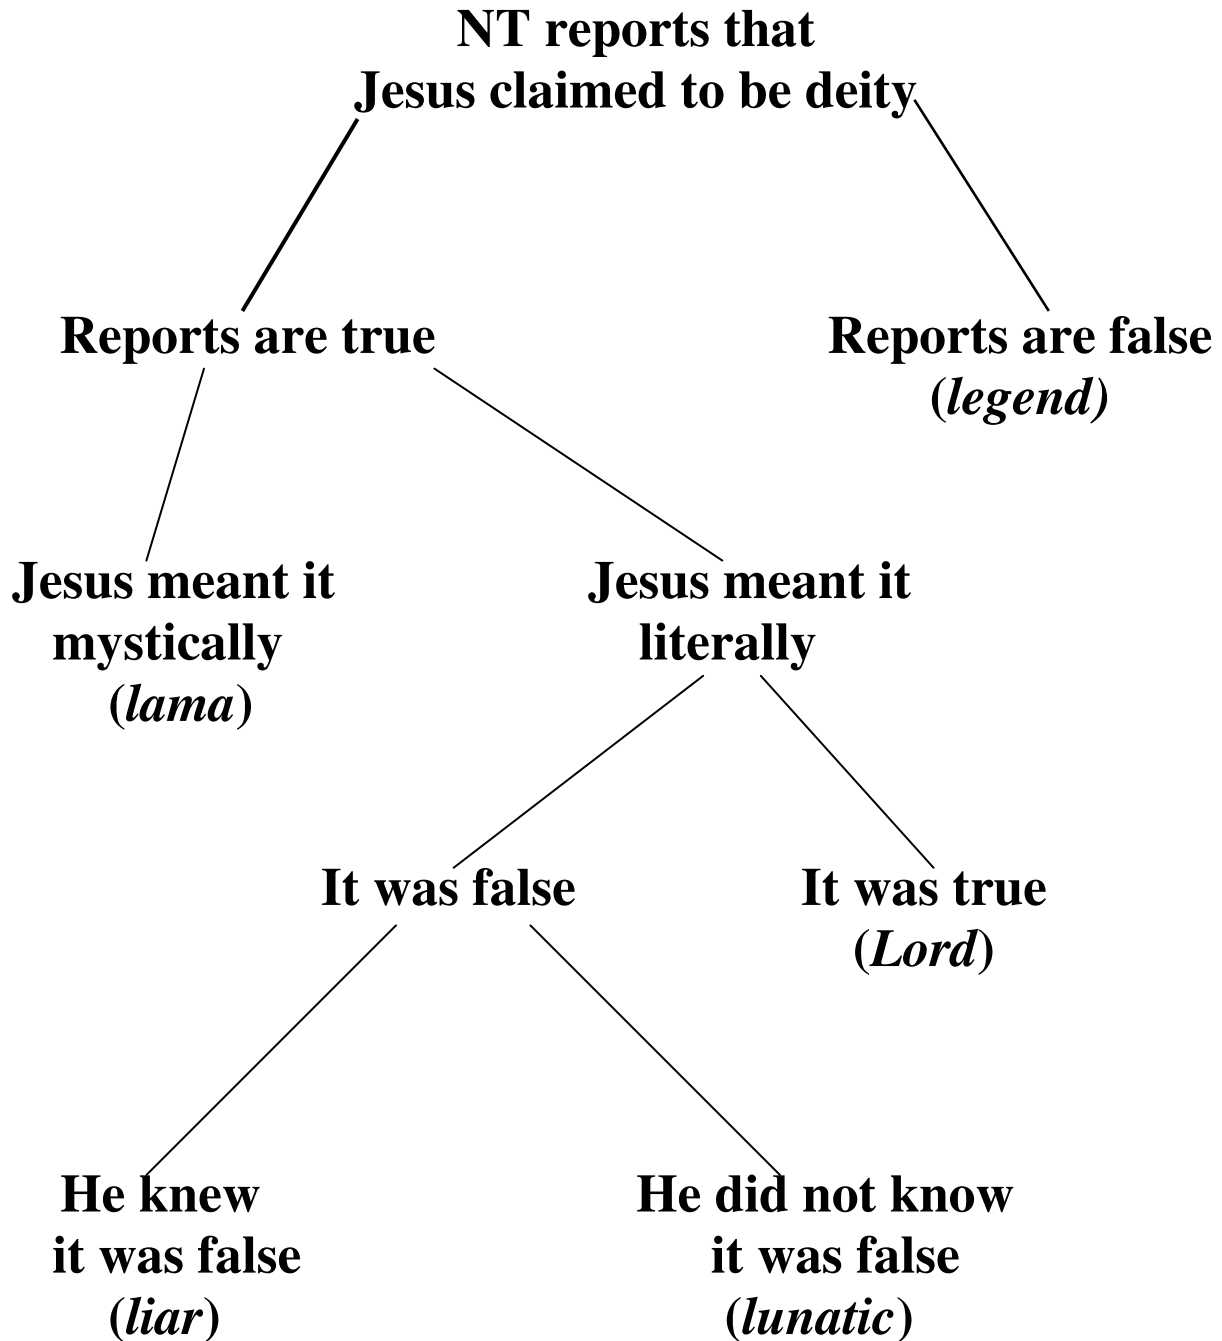 NT reports that
Jesus claimed to be deity
Reports are true
Reports are false
(legend)
Jesus meant it
mystically
(lama)
Jesus meant it
literally
It was false
It was true
(Lord)
He knew
it was false
(liar)
He did not know
it was false
(lunatic)